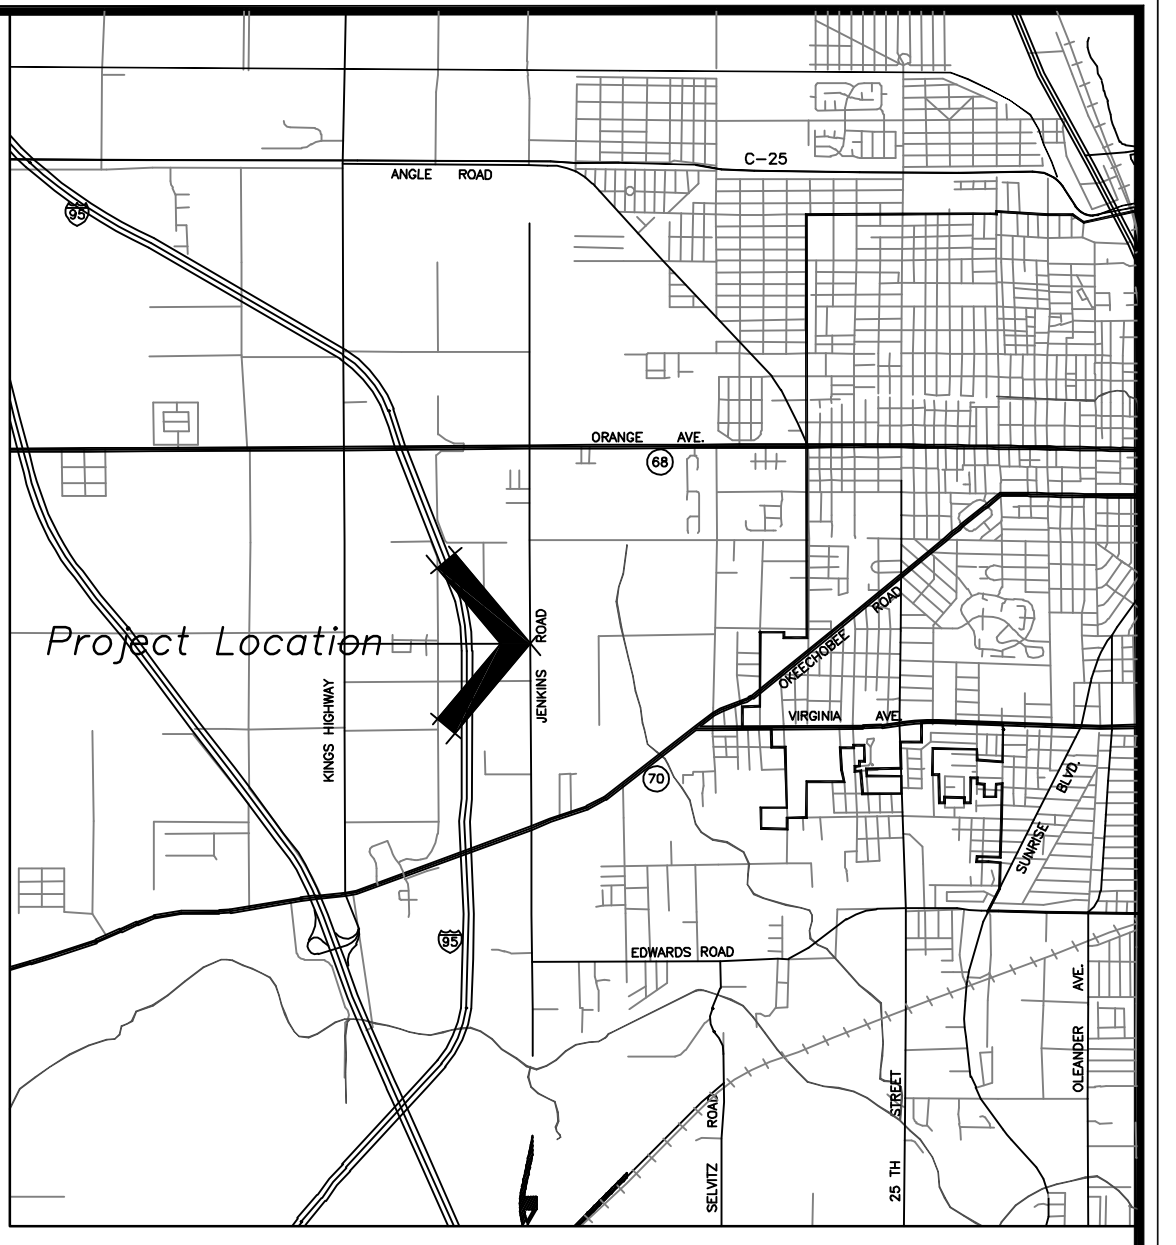 C-25
ANGLE ROAD
95
ORANGE AVE.
68
Project Location
JENKINS ROAD
KINGS HIGHWAY
OKEECHOBEE ROAD
VIRGINIA AVE.
70
SUNRISE BLVD.
95
EDWARDS ROAD
OLEANDER AVE.
SELVITZ ROAD
25 TH STREET